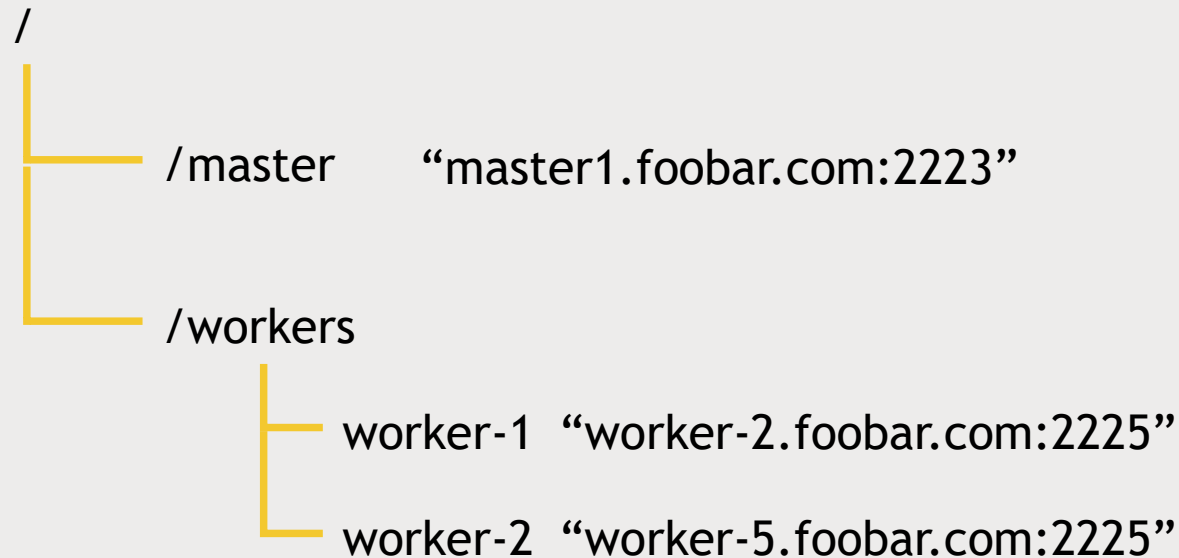 /
/master “master1.foobar.com:2223”
/workers
worker-1 “worker-2.foobar.com:2225”
worker-2 “worker-5.foobar.com:2225”